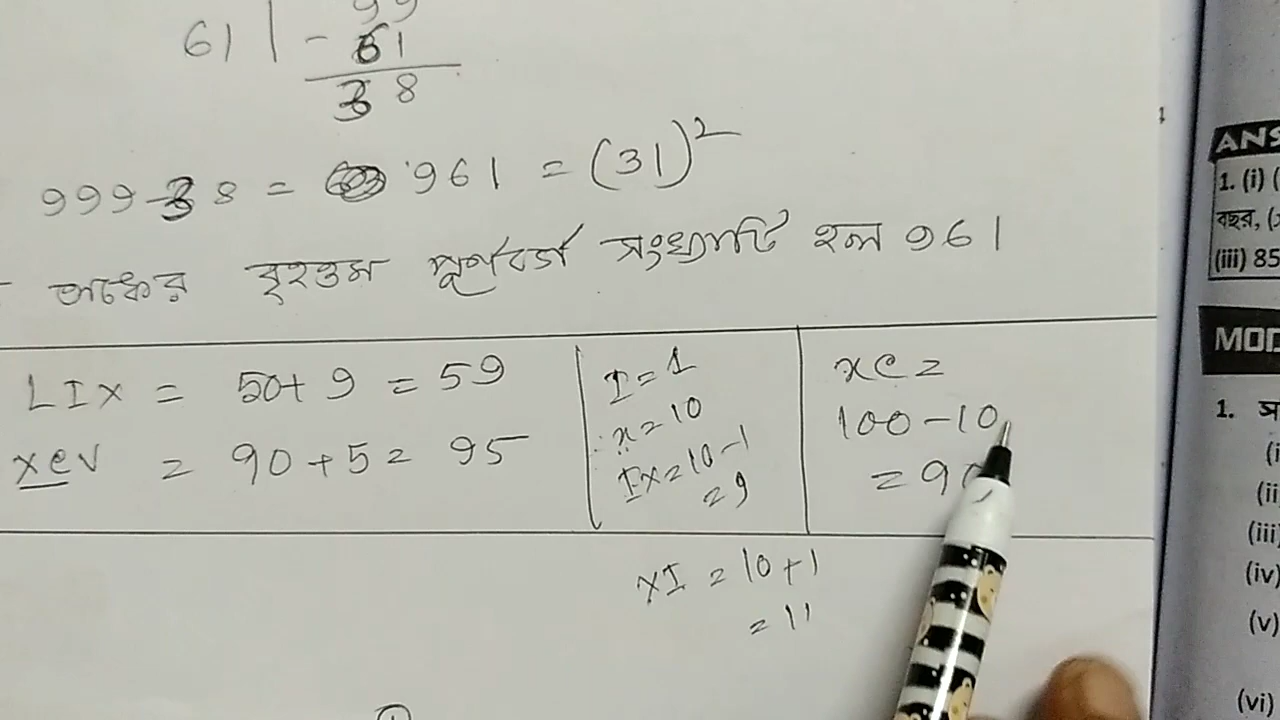 99
61 | - 61
38
999-38 = 961 = (31)²
অঙ্কের বৃহত্তম পূর্ণবর্গ সংখ্যাটি হল 961
LIX = 50+9 = 59
XCV = 90+5 = 95
I=1
x=10
IX=10-1
=9
XC =
100-10
=90
XI = 10+1
= 11
ANS
1. (i) (
বছর, (
(iii) 85
MOD
1. স
(i
(ii
(iii)
(iv)
(v)
(vi)